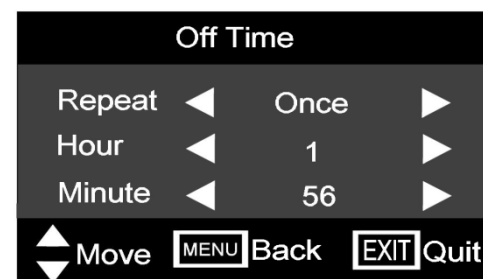 Off Time
Repeat Once
Hour 1
Minute 56
Move MENU Back EXIT Quit